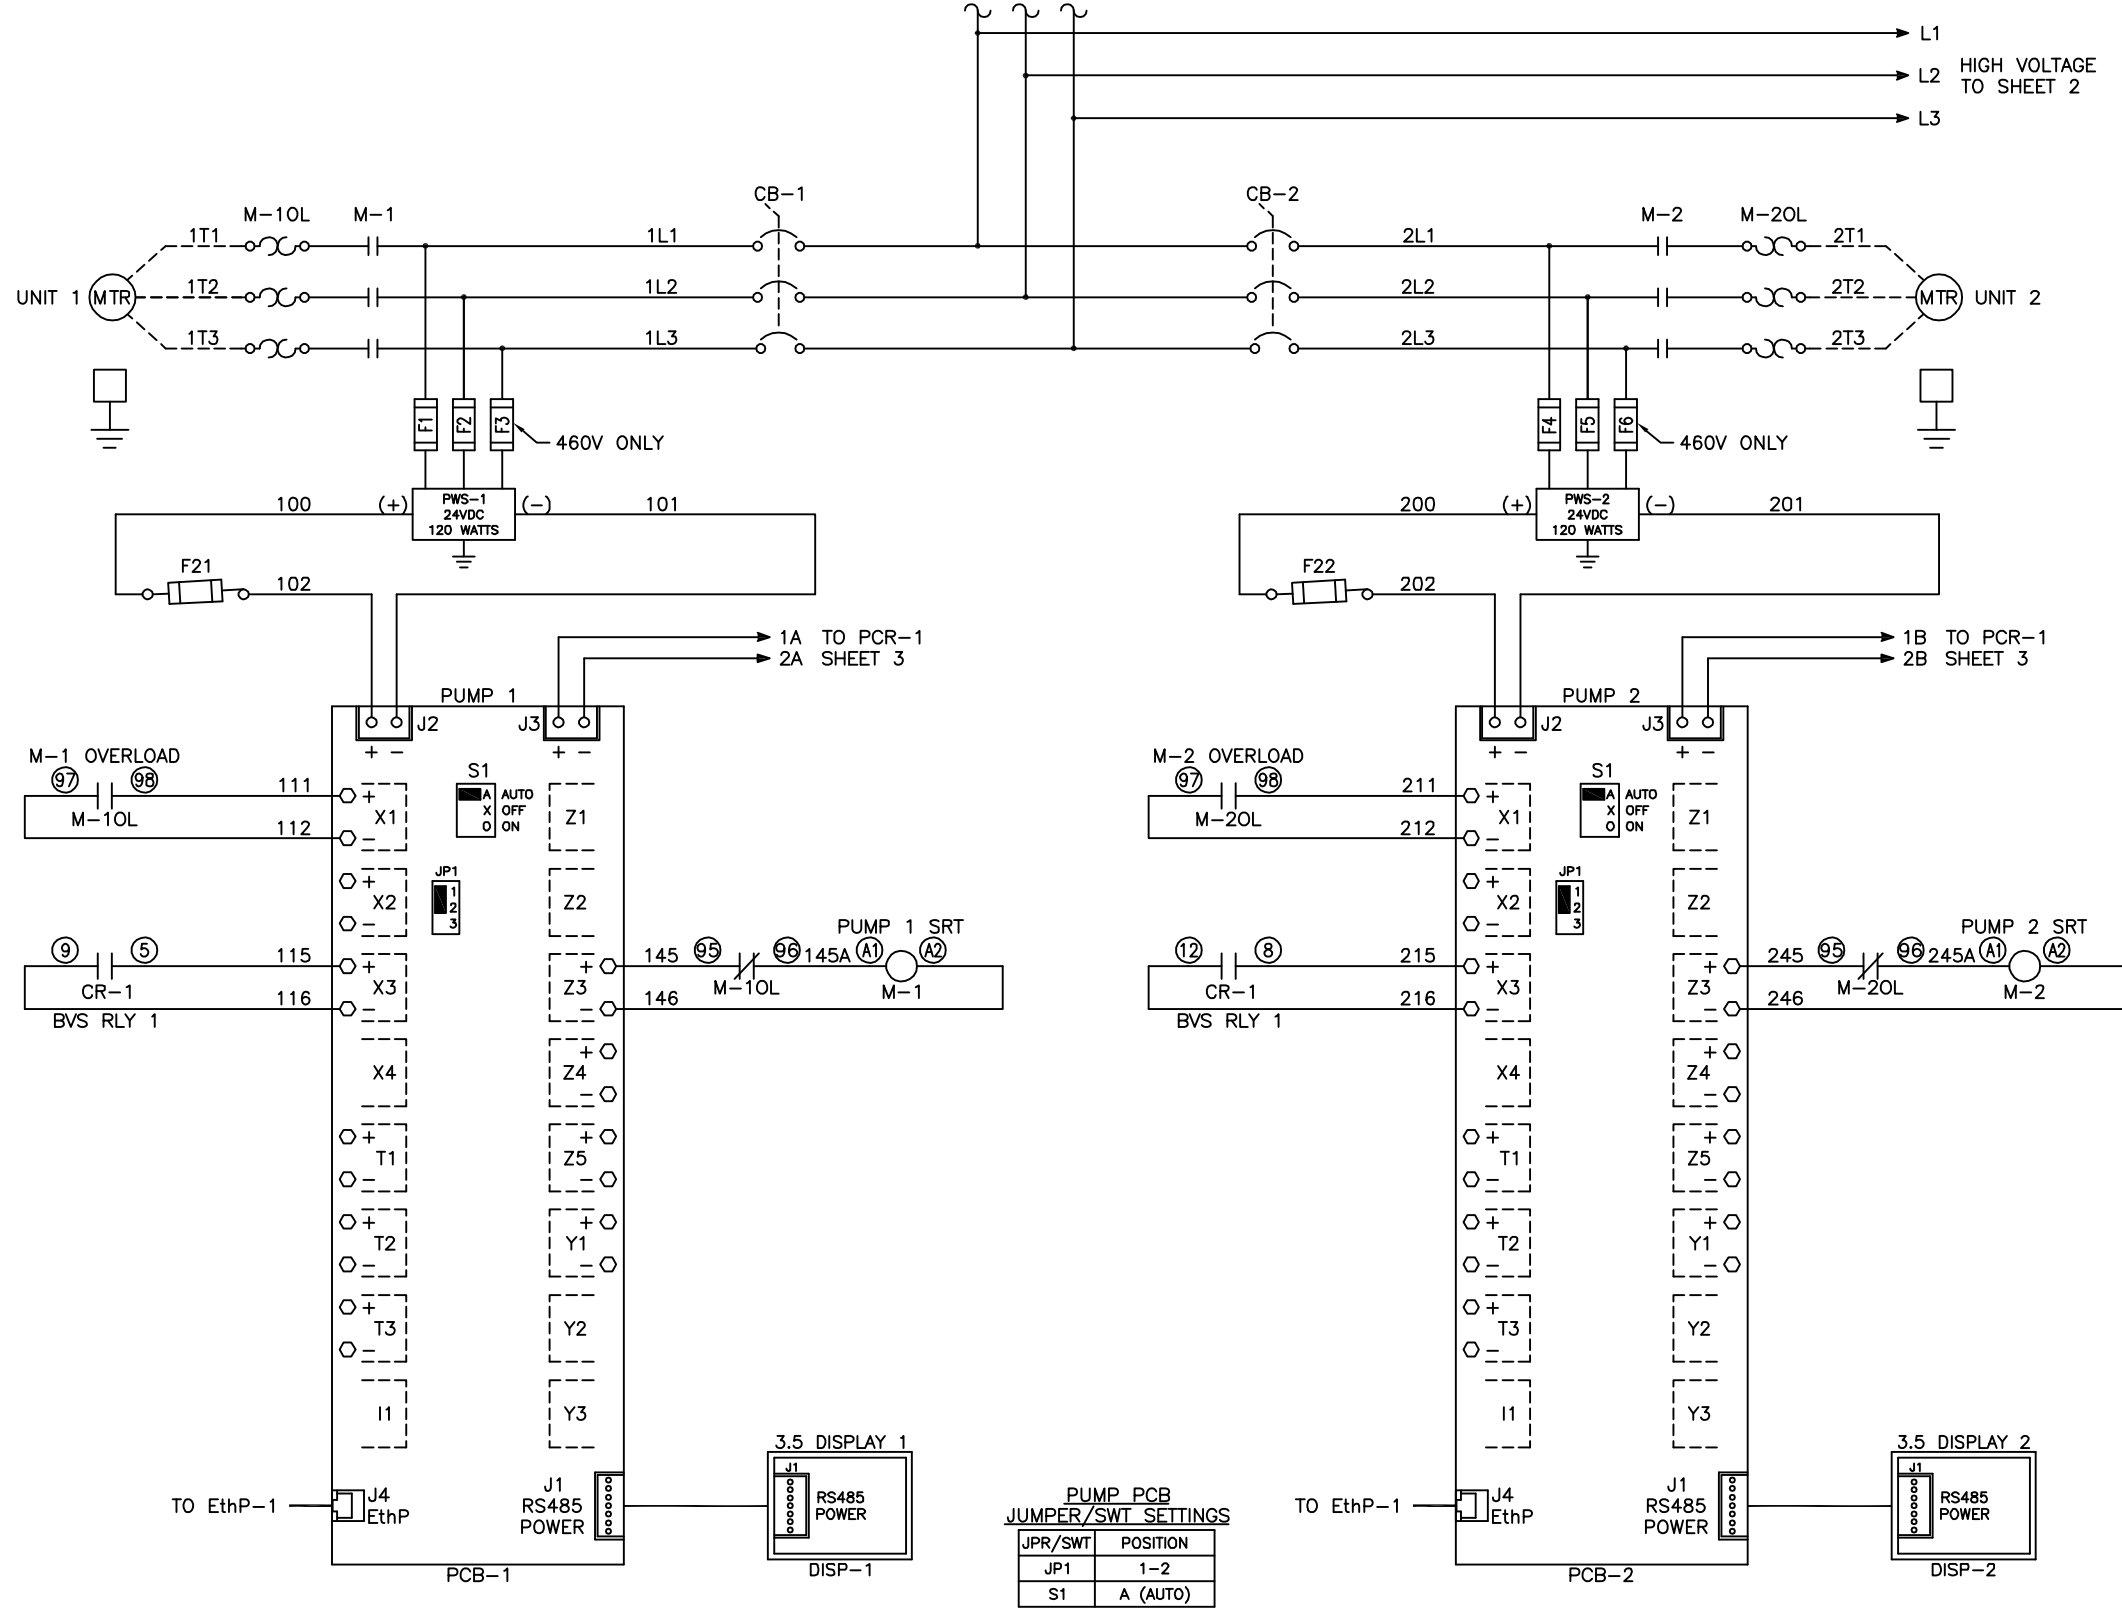 L1
L2 HIGH VOLTAGE
TO SHEET 2
L3
CB-1
CB-2
M-1OL M-1
M-2 M-2OL
1T1 1L1 2L1 2T1
UNIT 1 MTR 1T2 1L2 2L2 2T2 MTR UNIT 2
1T3 1L3 2L3 2T3
F1 F2 F3
460V ONLY
F4 F5 F6
460V ONLY
100 (+) PWS-1 (-) 101
24VDC
120 WATTS
200 (+) PWS-2 (-) 201
24VDC
120 WATTS
F21
102
F22
202
1A TO PCR-1
2A SHEET 3
1B TO PCR-1
2B SHEET 3
PUMP 1
J2 J3
+ - + -
M-1 OVERLOAD
97 98 111
M-1OL 112
S1
A AUTO
X OFF
O ON
JP1
1
2
3
9 5 115
CR-1 116
BVS RLY 1
+ X1 -
+ X2 -
+ X3 -
X4
+ T1 -
+ T2 -
+ T3 -
I1
Z1
Z2
+ Z3 -
+ Z4 -
+ Z5 -
+ Y1 -
Y2
Y3
PUMP 1 SRT
145 95 96 145A A1 A2
M-1OL M-1
146
TO EthP-1
J4
EthP
J1
RS485
POWER
PCB-1
3.5 DISPLAY 1
J1
RS485
POWER
DISP-1
PUMP PCB
JUMPER/SWT SETTINGS
JPR/SWT POSITION
JP1 1-2
S1 A (AUTO)
PUMP 2
J2 J3
+ - + -
M-2 OVERLOAD
97 98 211
M-2OL 212
S1
A AUTO
X OFF
O ON
JP1
1
2
3
12 8 215
CR-1 216
BVS RLY 1
+ X1 -
+ X2 -
+ X3 -
X4
+ T1 -
+ T2 -
+ T3 -
I1
Z1
Z2
+ Z3 -
+ Z4 -
+ Z5 -
+ Y1 -
Y2
Y3
PUMP 2 SRT
245 95 96 245A A1 A2
M-2OL M-2
246
TO EthP-1
J4
EthP
J1
RS485
POWER
PCB-2
3.5 DISPLAY 2
J1
RS485
POWER
DISP-2